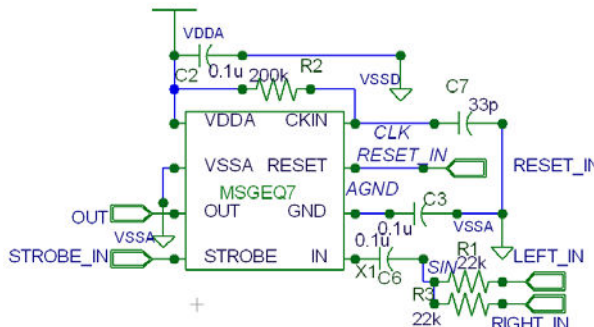 VDDA
C2
0.1u
200k
R2
VSSD
C7
33p
VDDA
CKIN
CLK
VSSA
RESET
RESET_IN
RESET_IN
MSGEQ7
AGND
OUT
OUT
GND
C3
0.1u
VSSA
VSSA
STROBE_IN
STROBE
IN
0.1u
X1
C6
SIN
R1
22k
LEFT_IN
R3
22k
RIGHT_IN